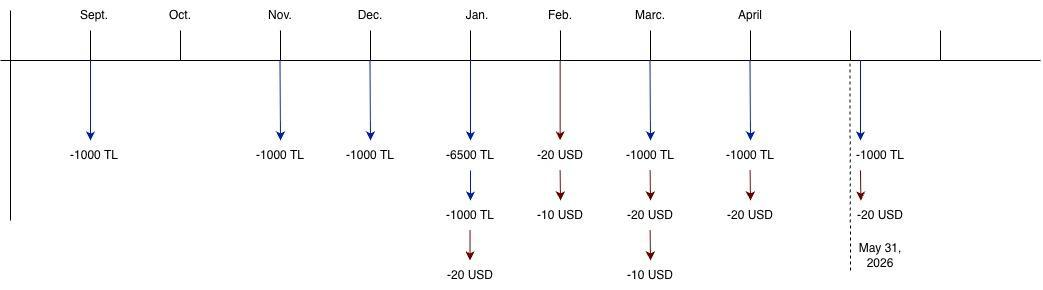 Sept.
Oct.
Nov.
Dec.
Jan.
Feb.
Marc.
April
-1000 TL
-1000 TL
-1000 TL
-6500 TL
-20 USD
-1000 TL
-1000 TL
-1000 TL
-1000 TL
-10 USD
-20 USD
-20 USD
-20 USD
-20 USD
-10 USD
May 31,
2026